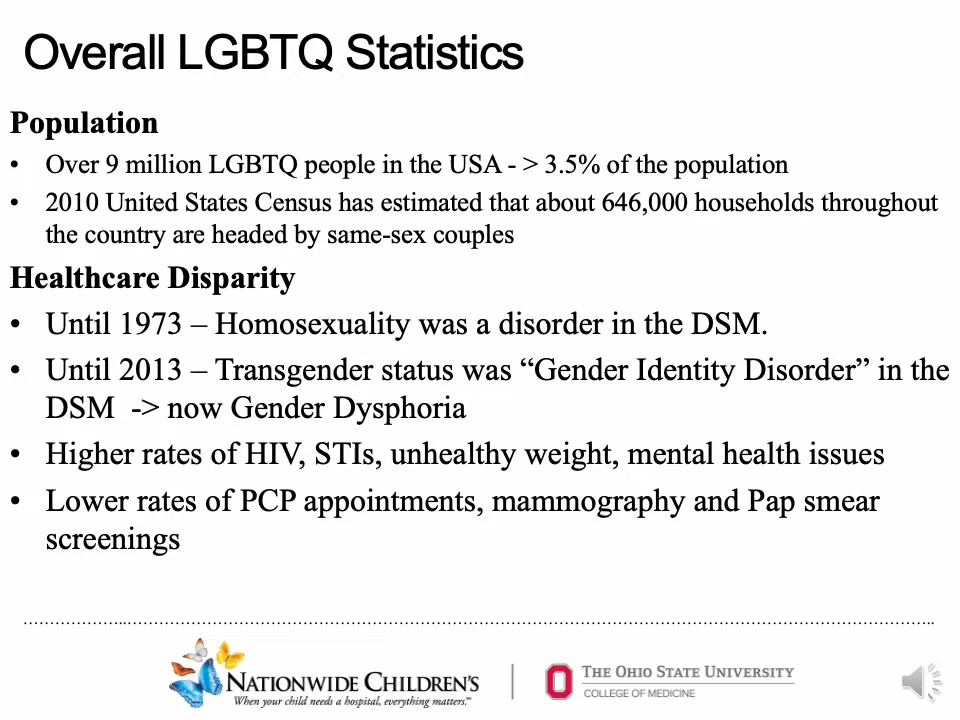 Overall LGBTQ Statistics
Population
• Over 9 million LGBTQ people in the USA - > 3.5% of the population
• 2010 United States Census has estimated that about 646,000 households throughout
the country are headed by same-sex couples
Healthcare Disparity
• Until 1973 – Homosexuality was a disorder in the DSM.
• Until 2013 – Transgender status was “Gender Identity Disorder” in the
DSM -> now Gender Dysphoria
• Higher rates of HIV, STIs, unhealthy weight, mental health issues
• Lower rates of PCP appointments, mammography and Pap smear
screenings
NATIONWIDE CHILDREN'S
When your child needs a hospital, everything matters.™
THE OHIO STATE UNIVERSITY
COLLEGE OF MEDICINE